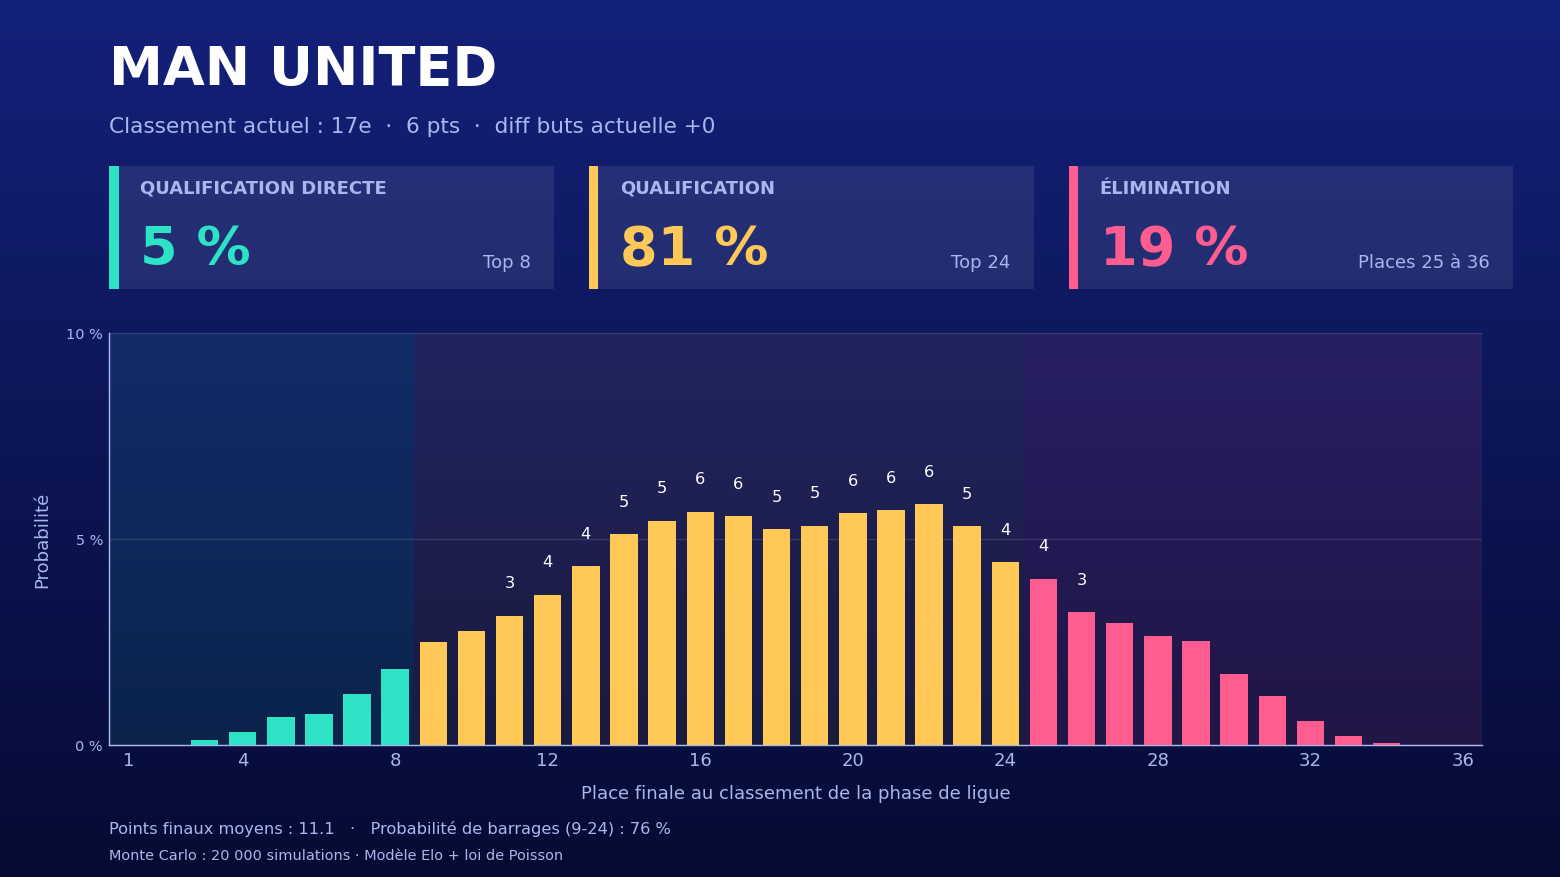 MAN UNITED
Classement actuel : 17e · 6 pts · diff buts actuelle +0
QUALIFICATION DIRECTE
5 %
Top 8
QUALIFICATION
81 %
Top 24
ÉLIMINATION
19 %
Places 25 à 36
10 %
5 %
0 %
Probabilité
3 4 4 5 5 6 6 5 5 6 6 6 5 4 4 3
1 4 8 12 16 20 24 28 32 36
Place finale au classement de la phase de ligue
Points finaux moyens : 11.1 · Probabilité de barrages (9-24) : 76 %
Monte Carlo : 20 000 simulations · Modèle Elo + loi de Poisson